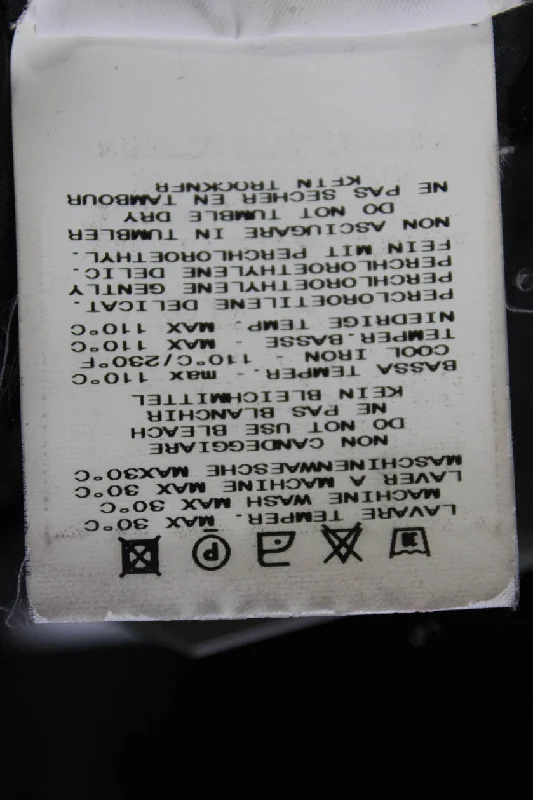 30
P
LAVARE TEMPER. MAX 30°C
MACHINE WASH MAX 30°C
LAVER A MACHINE MAX 30°C
MASCHINENWAESCHE MAX30°C
NON CANDEGGIARE
DO NOT USE BLEACH
NE PAS BLANCHIR
KEIN BLEICHMITTEL
BASSA TEMPER. - max 110°C
COOL IRON - 110°C/230°F
TEMPER.BASSE - MAX 110°C
NIEDRIGE TEMP. MAX 110°C
PERCLOROETILENE DELICAT.
PERCHLOROETHYLENE GENTLY
PERCHLOROETHYLENE DELIC.
FEIN MIT PERCHLOROETHYL.
NON ASCIUGARE IN TUMBLER
DO NOT TUMBLE DRY
NE PAS SECHER EN TAMBOUR
KEIN TROCKNER